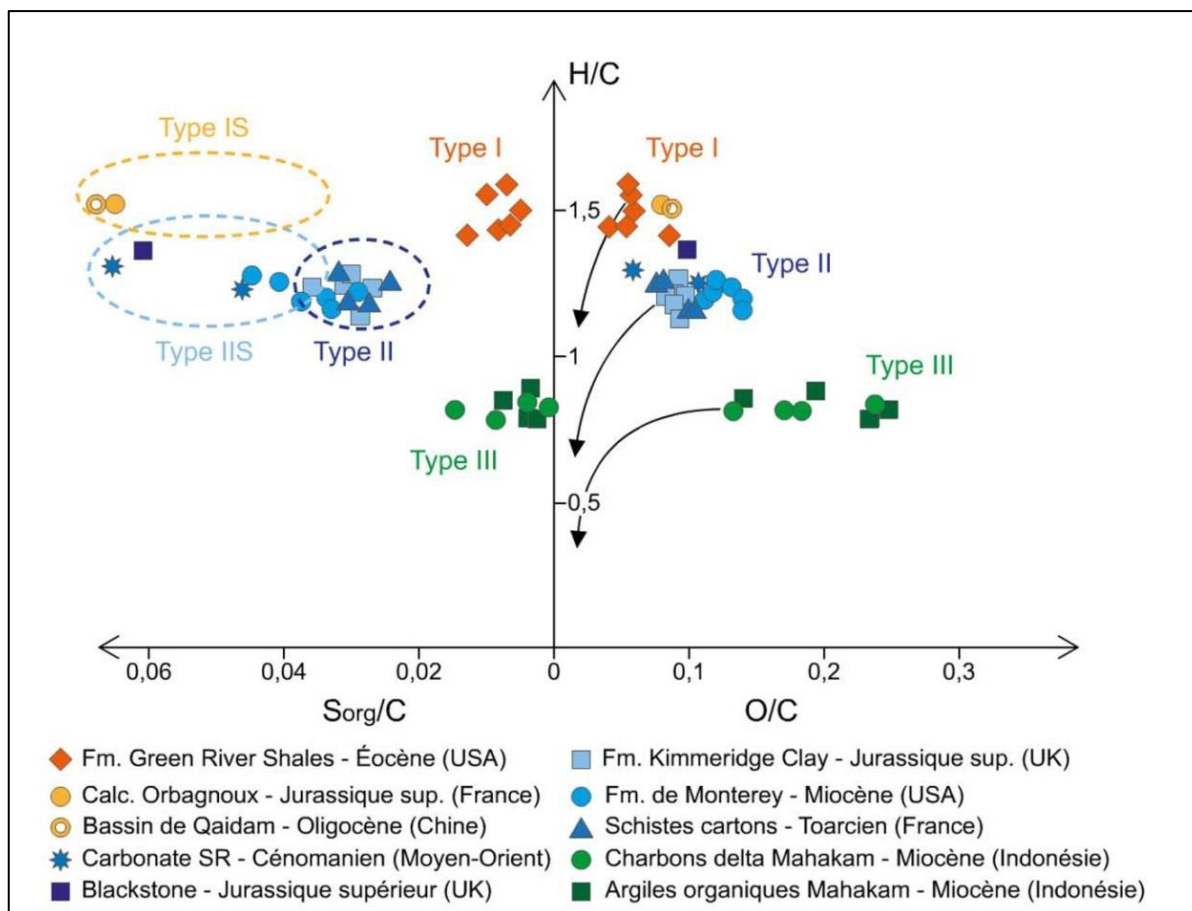 H/C
Type IS
Type I
Type I
1,5
Type II
Type IIS
Type II
1
Type III
Type III
0,5
0,06
0,04
0,02
0
0,1
0,2
0,3
Sorg/C
O/C
Fm. Green River Shales - Éocène (USA)
Calc. Orbagnoux - Jurassique sup. (France)
Bassin de Qaidam - Oligocène (Chine)
Carbonate SR - Cénomanien (Moyen-Orient)
Blackstone - Jurassique supérieur (UK)
Fm. Kimmeridge Clay - Jurassique sup. (UK)
Fm. de Monterey - Miocène (USA)
Schistes cartons - Toarcien (France)
Charbons delta Mahakam - Miocène (Indonésie)
Argiles organiques Mahakam - Miocène (Indonésie)